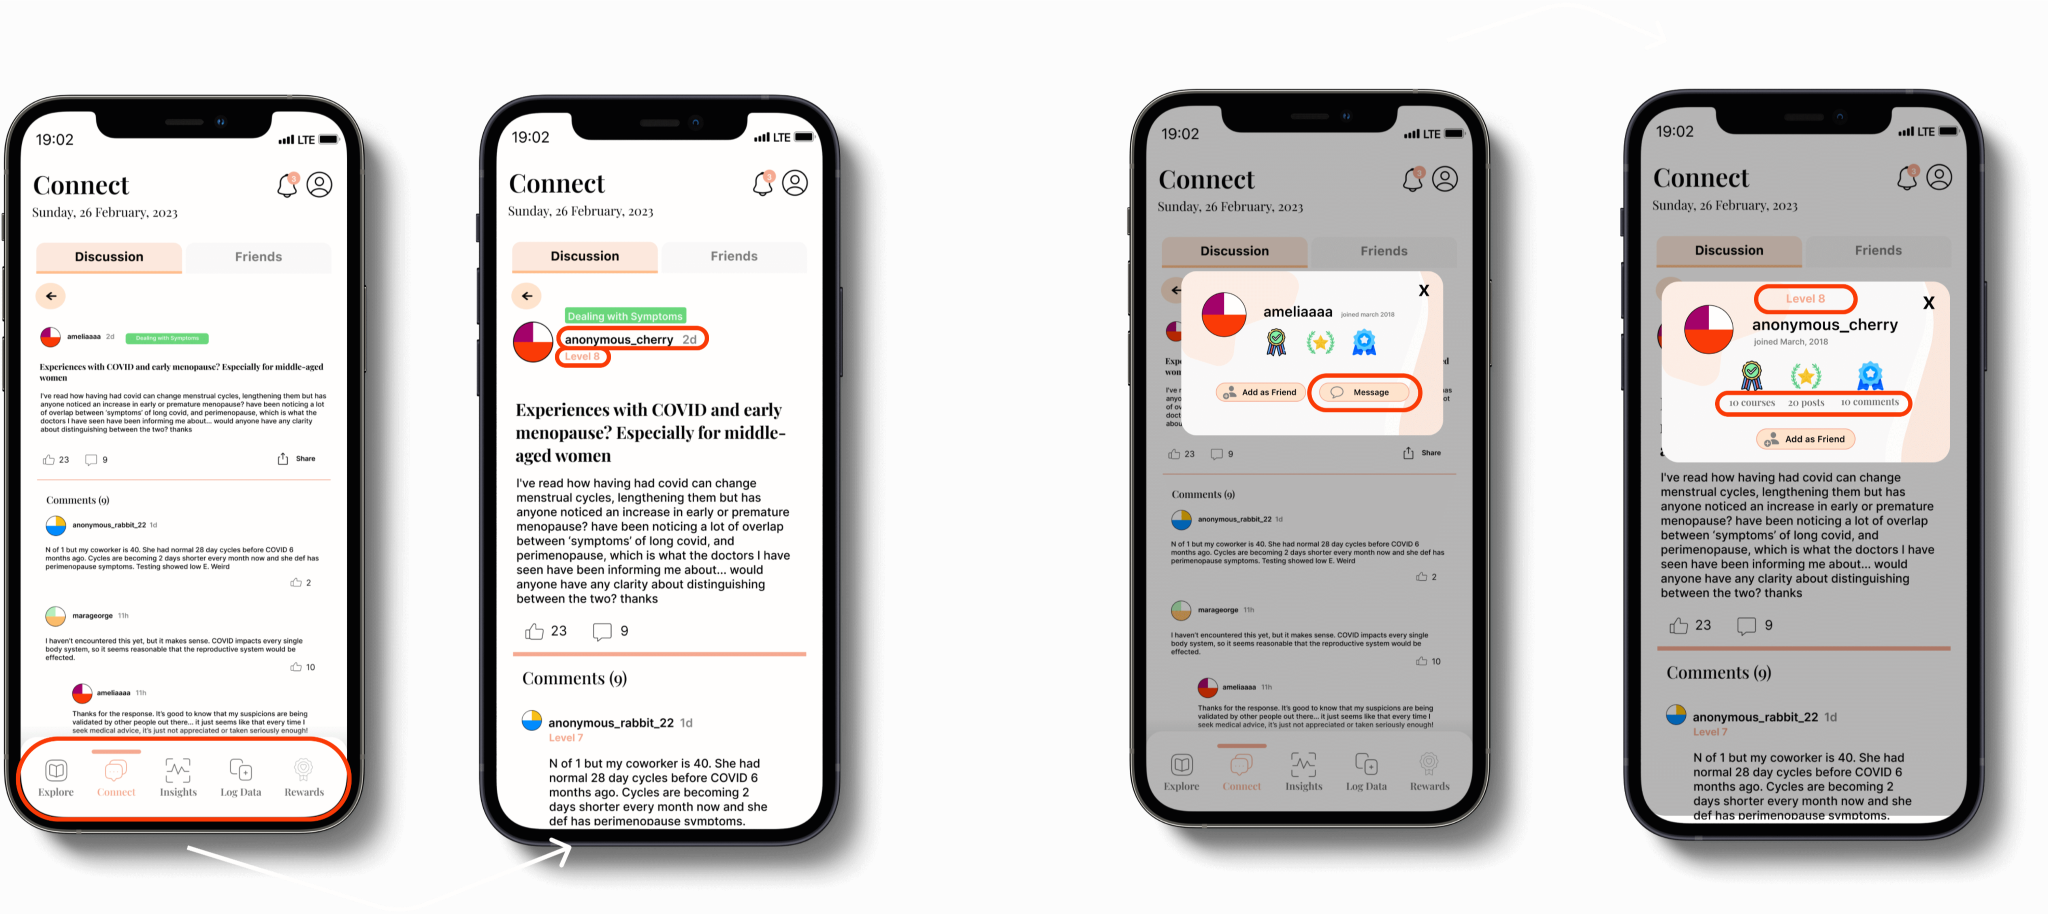 19:02
LTE
Connect
3
Sunday, 26 February, 2023
Discussion
Friends
ameliaaaa 2d
Dealing with Symptoms
Experiences with COVID and early menopause? Especially for middle-aged
women
I've read how having had covid can change menstrual cycles, lengthening them but has
anyone noticed an increase in early or premature menopause? have been noticing a lot
of overlap between 'symptoms' of long covid, and perimenopause, which is what the
doctors I have seen have been informing me about... would anyone have any clarity
about distinguishing between the two? thanks
23
9
Share
Comments (9)
anonymous_rabbit_22 1d
N of 1 but my coworker is 40. She had normal 28 day cycles before COVID 6
months ago. Cycles are becoming 2 days shorter every month now and she def has
perimenopause symptoms. Testing showed low E. Weird
2
marageorge 11h
I haven't encountered this yet, but it makes sense. COVID impacts every single
body system, so it seems reasonable that the reproductive system would be
effected.
10
ameliaaaa 11h
Thanks for the response. It's good to know that my suspicions are being
validated by other people out there... it just seems like that every time I
seek medical advice, it's just not appreciated or taken seriously enough!
Explore
Connect
Insights
Log Data
Rewards
19:02
LTE
Connect
3
Sunday, 26 February, 2023
Discussion
Friends
Dealing with Symptoms
anonymous_cherry 2d
Level 8
Experiences with COVID and early
menopause? Especially for middle-
aged women
I've read how having had covid can change
menstrual cycles, lengthening them but has
anyone noticed an increase in early or premature
menopause? have been noticing a lot of overlap
between 'symptoms' of long covid, and
perimenopause, which is what the doctors I have
seen have been informing me about... would
anyone have any clarity about distinguishing
between the two? thanks
23
9
Comments (9)
anonymous_rabbit_22 1d
Level 7
N of 1 but my coworker is 40. She had
normal 28 day cycles before COVID 6
months ago. Cycles are becoming 2
days shorter every month now and she
def has perimenopause symptoms.
19:02
LTE
Connect
3
Sunday, 26 February, 2023
Discussion
Friends
X
ameliaaaa joined march 2018
Add as Friend
Message
23
9
Share
Comments (9)
anonymous_rabbit_22 1d
N of 1 but my coworker is 40. She had normal 28 day cycles before COVID 6
months ago. Cycles are becoming 2 days shorter every month now and she def has
perimenopause symptoms. Testing showed low E. Weird
2
marageorge 11h
I haven't encountered this yet, but it makes sense. COVID impacts every single
body system, so it seems reasonable that the reproductive system would be
effected.
10
ameliaaaa 11h
Thanks for the response. It's good to know that my suspicions are being
validated by other people out there... it just seems like that every time I
seek medical advice, it's just not appreciated or taken seriously enough!
Explore
Connect
Insights
Log Data
Rewards
19:02
LTE
Connect
3
Sunday, 26 February, 2023
Discussion
Friends
Level 8
X
anonymous_cherry
joined March, 2018
10 courses
20 posts
10 comments
Add as Friend
I've read how having had covid can change
menstrual cycles, lengthening them but has
anyone noticed an increase in early or premature
menopause? have been noticing a lot of overlap
between 'symptoms' of long covid, and
perimenopause, which is what the doctors I have
seen have been informing me about... would
anyone have any clarity about distinguishing
between the two? thanks
23
9
Comments (9)
anonymous_rabbit_22 1d
Level 7
N of 1 but my coworker is 40. She had
normal 28 day cycles before COVID 6
months ago. Cycles are becoming 2
days shorter every month now and she
def has perimenopause symptoms.